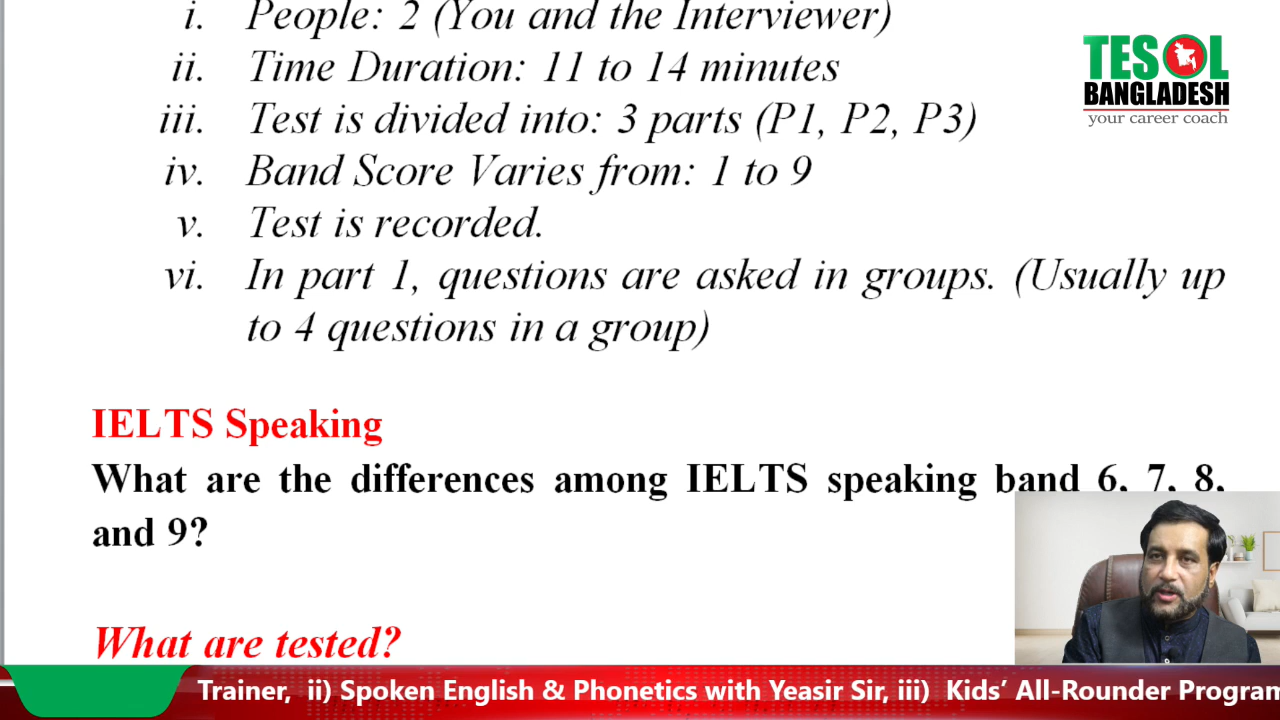 i. People: 2 (You and the Interviewer)
ii. Time Duration: 11 to 14 minutes
iii. Test is divided into: 3 parts (P1, P2, P3)
iv. Band Score Varies from: 1 to 9
v. Test is recorded.
vi. In part 1, questions are asked in groups. (Usually up
to 4 questions in a group)
TESOL
BANGLADESH
your career coach
IELTS Speaking
What are the differences among IELTS speaking band 6, 7, 8,
and 9?
What are tested?
Trainer, ii) Spoken English & Phonetics with Yeasir Sir, iii) Kids’ All-Rounder Program